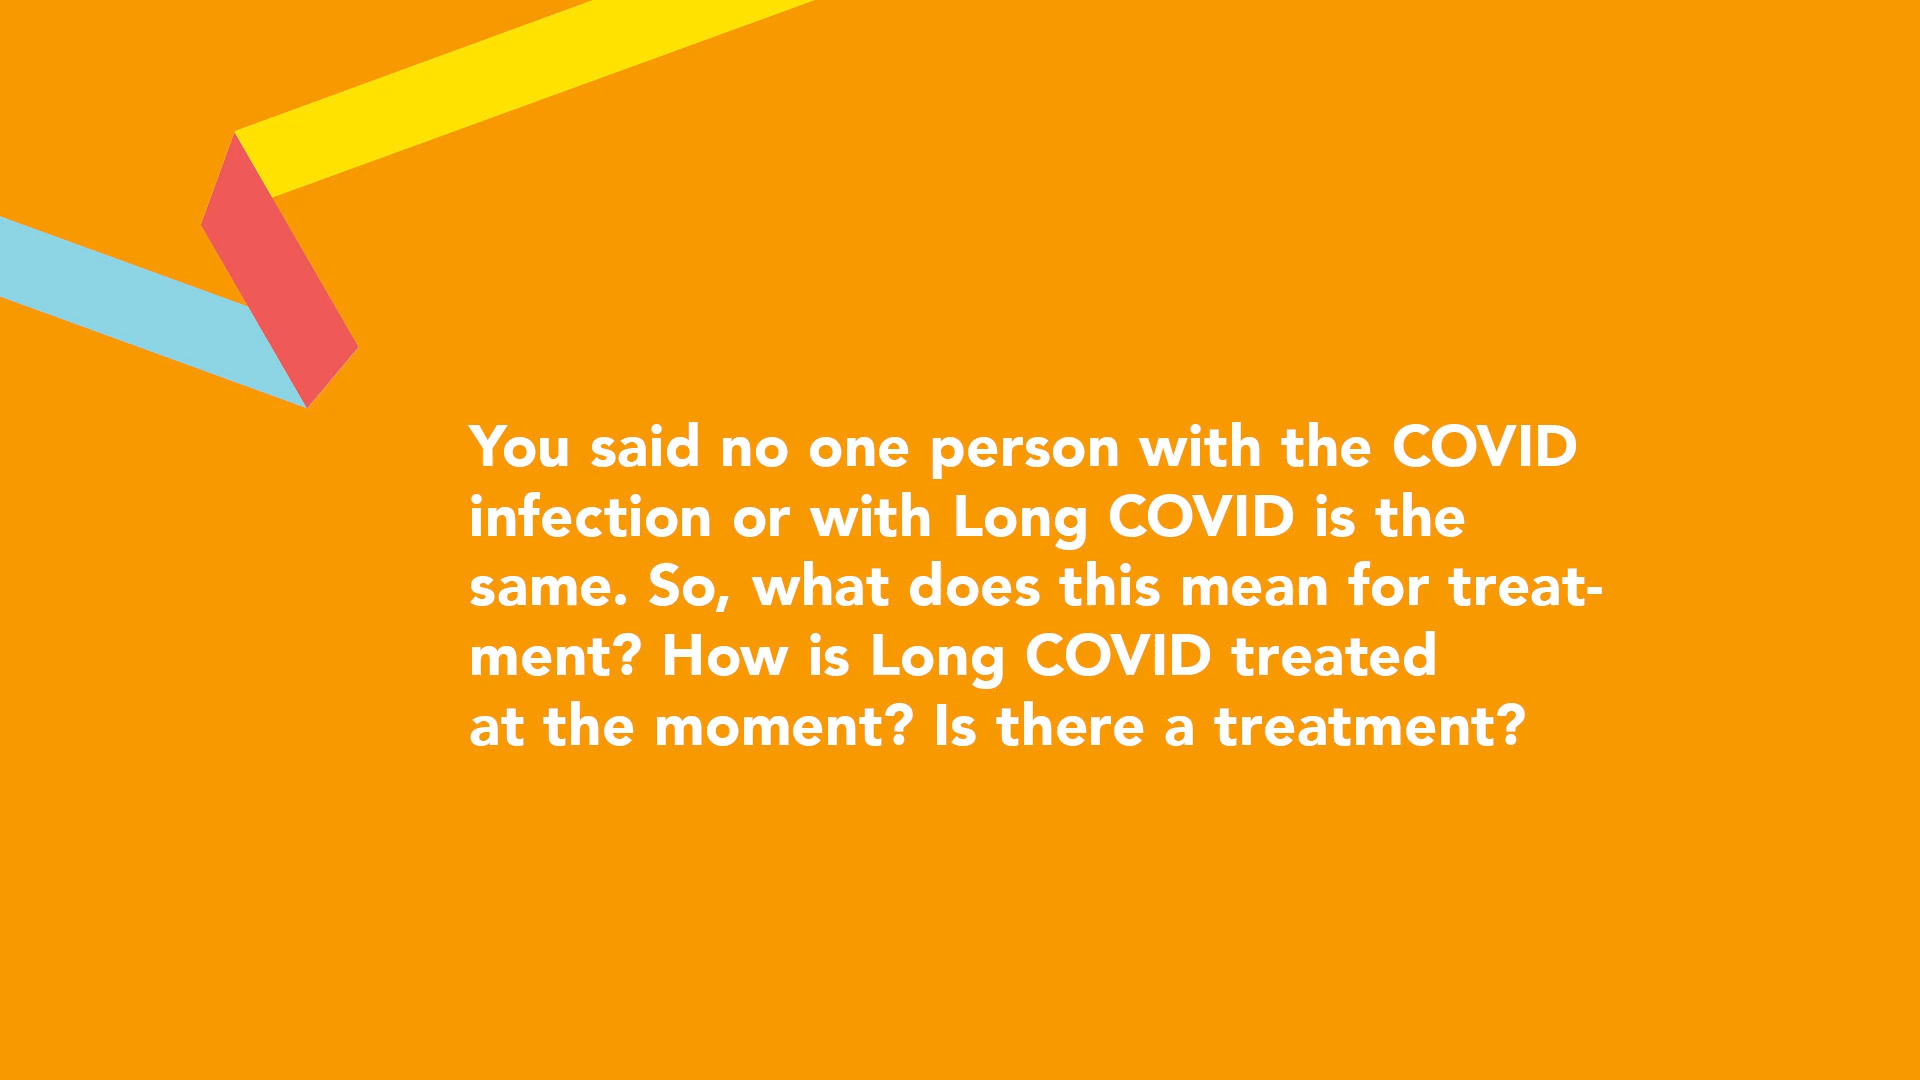 You said no one person with the COVID
infection or with Long COVID is the
same. So, what does this mean for treat-
ment? How is Long COVID treated
at the moment? Is there a treatment?